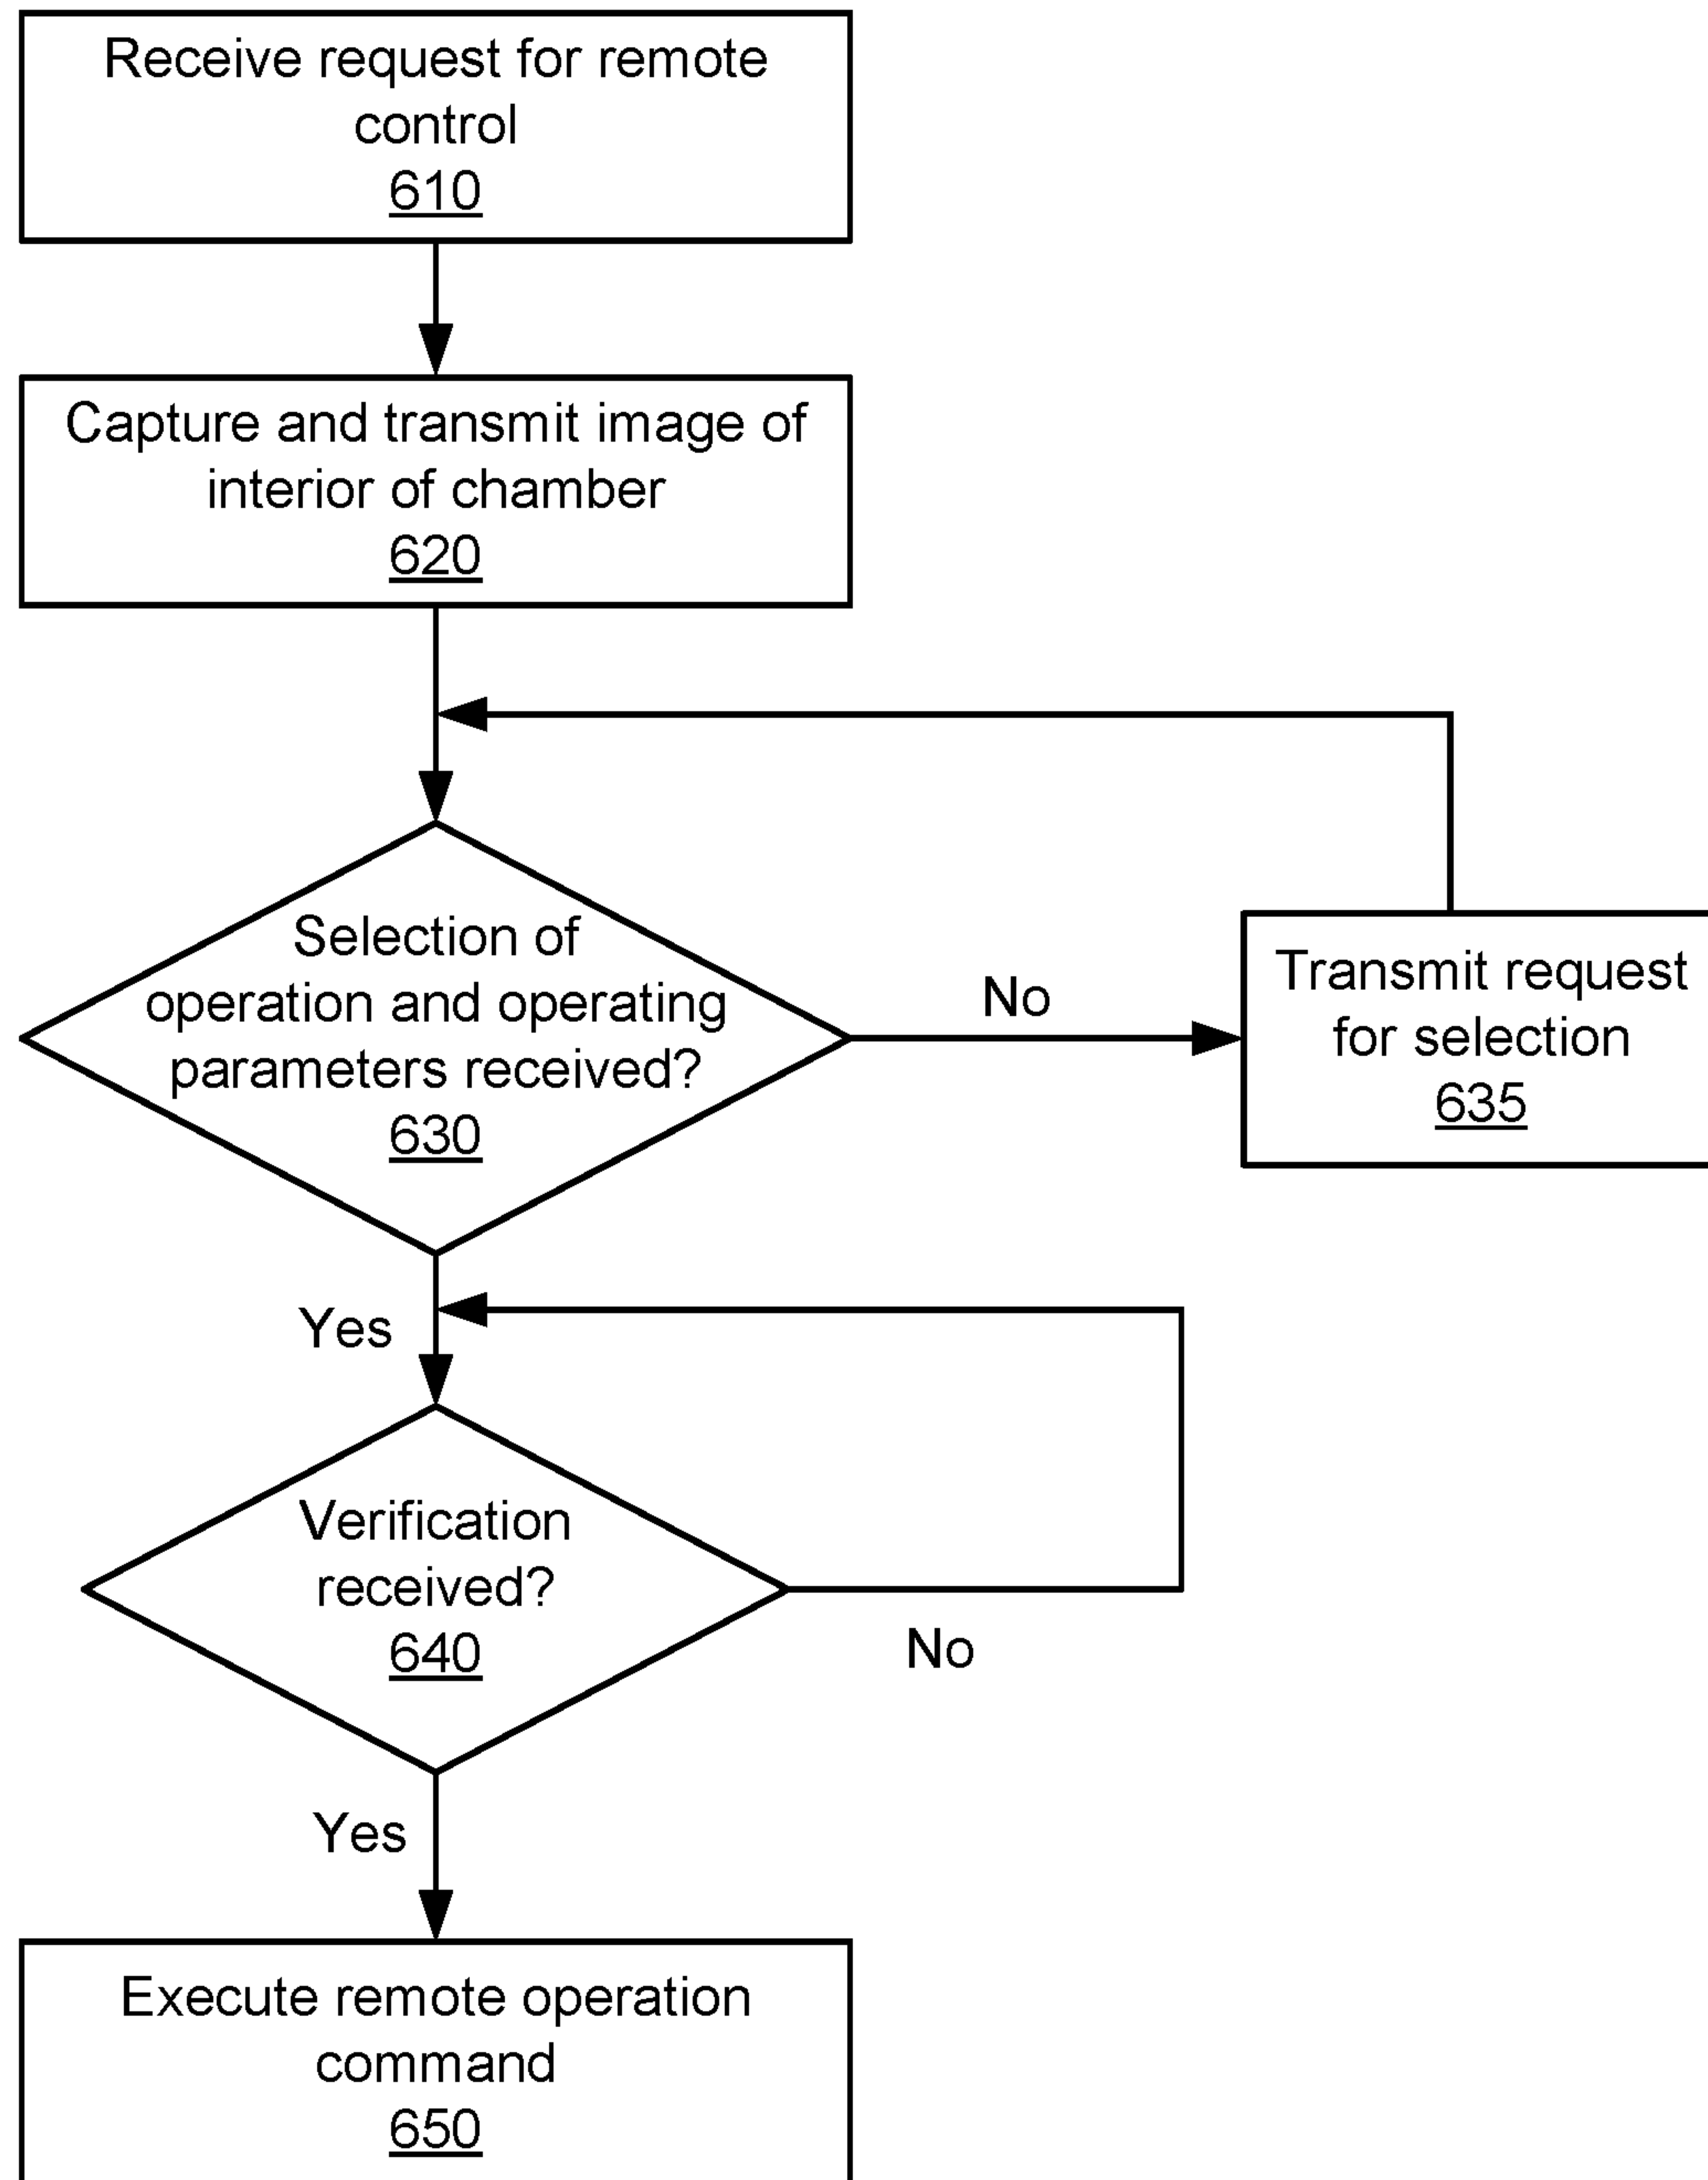 Receive request for remote
control
610
Capture and transmit image of
interior of chamber
620
Selection of
operation and operating
parameters received?
630
No
Transmit request
for selection
635
Yes
Verification
received?
640
No
Yes
Execute remote operation
command
650